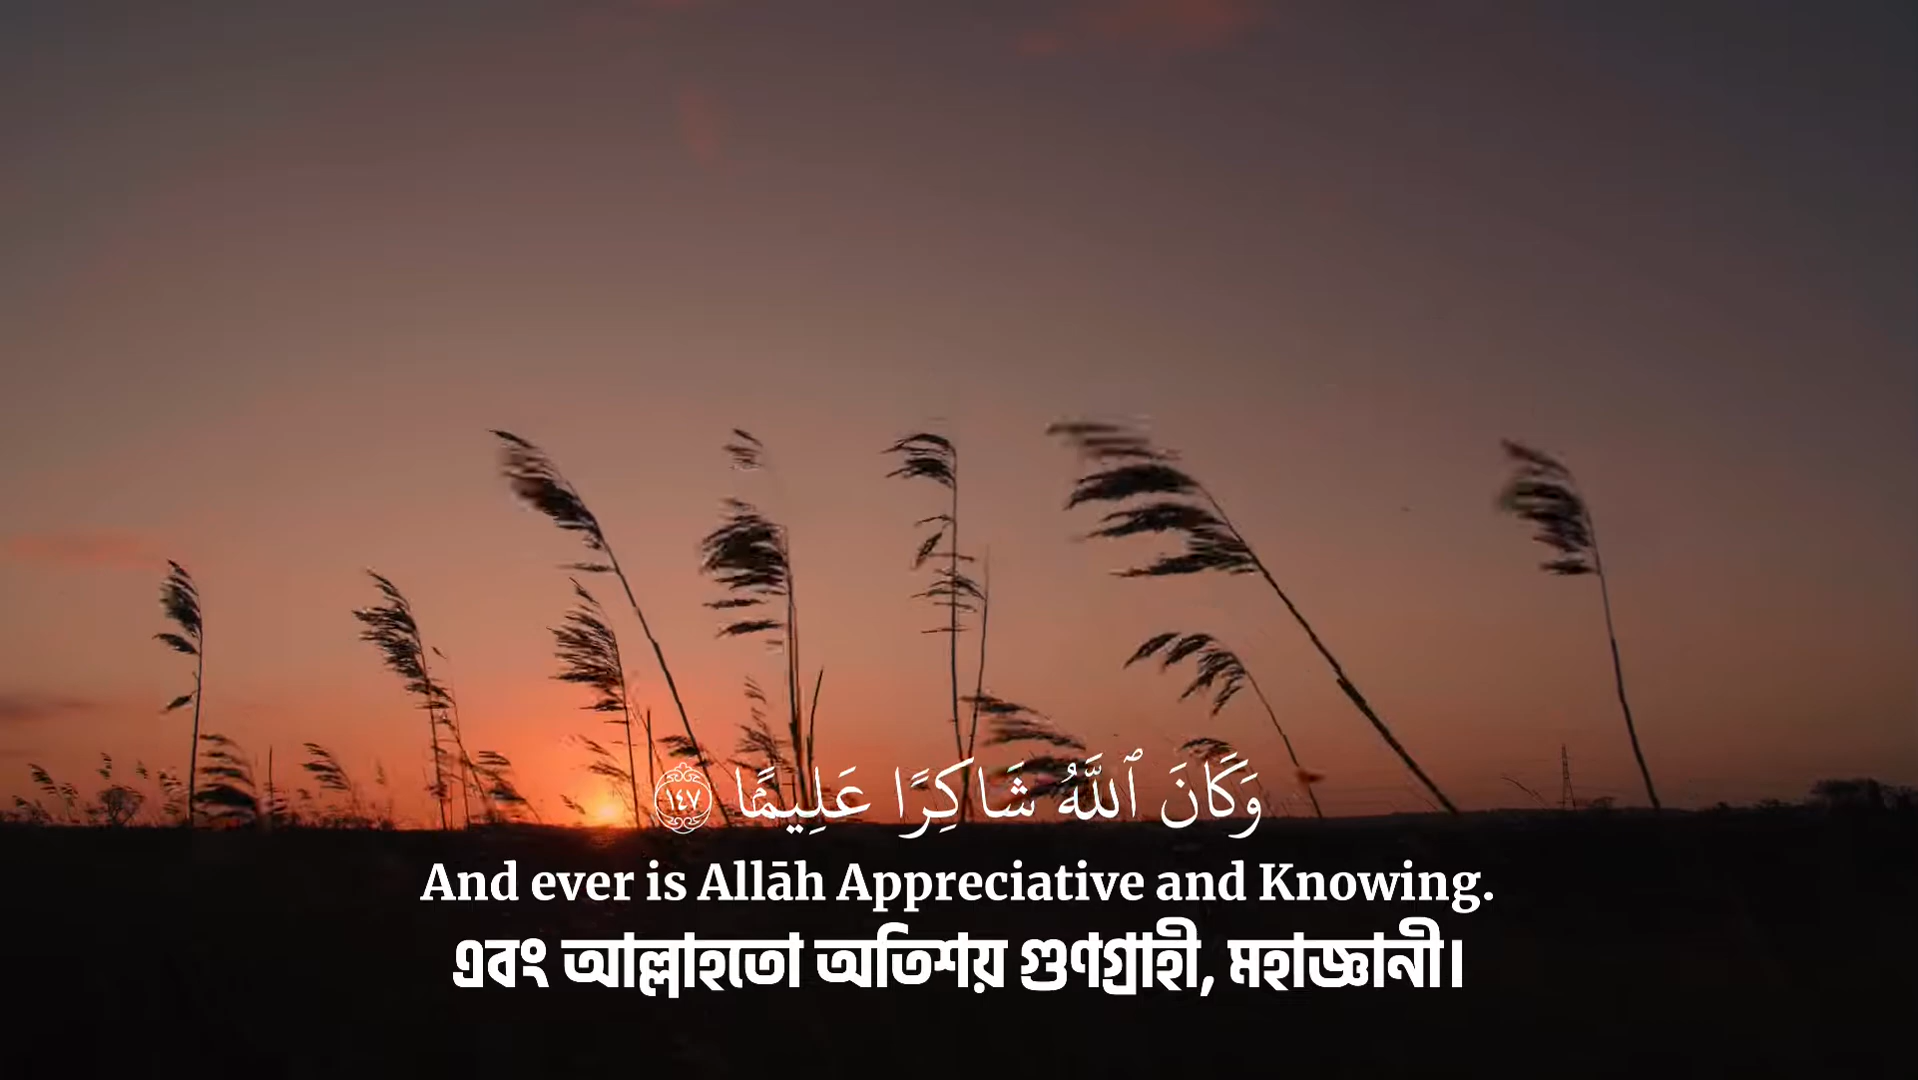 وَكَانَ ٱللَّهُ شَاكِرًا عَلِيمًۭا ١٤٧
And ever is Allāh Appreciative and Knowing.
এবং আল্লাহতো অতিশয় গুণগ্রাহী, মহাজ্ঞানী।